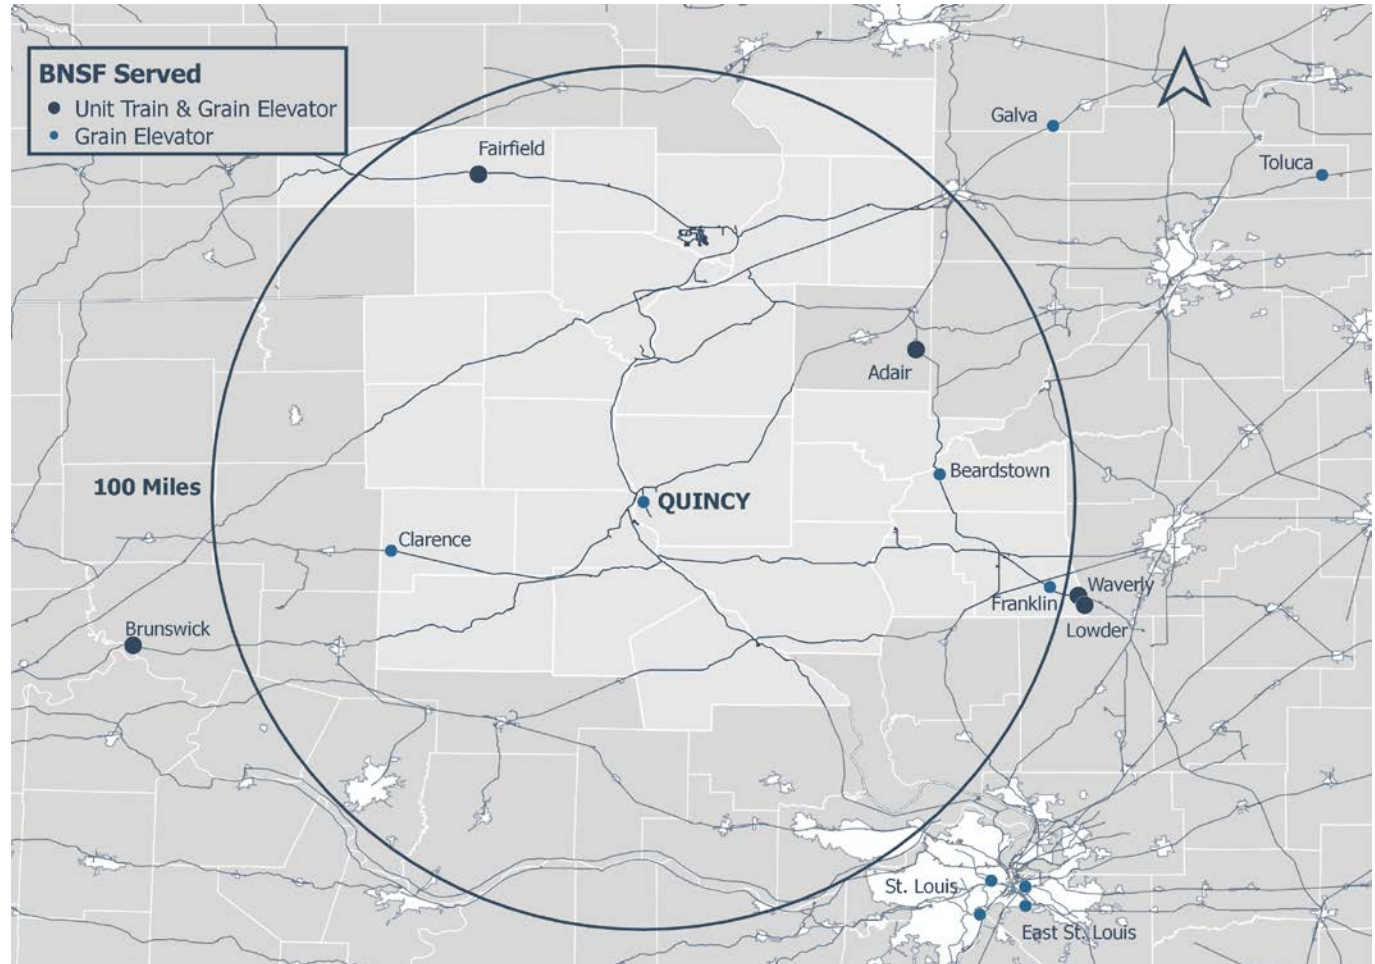 BNSF Served
Unit Train & Grain Elevator
Grain Elevator
Galva
Fairfield
Toluca
Adair
Beardstown
100 Miles
QUINCY
Clarence
Waverly
Franklin
Lowder
Brunswick
St. Louis
East St. Louis